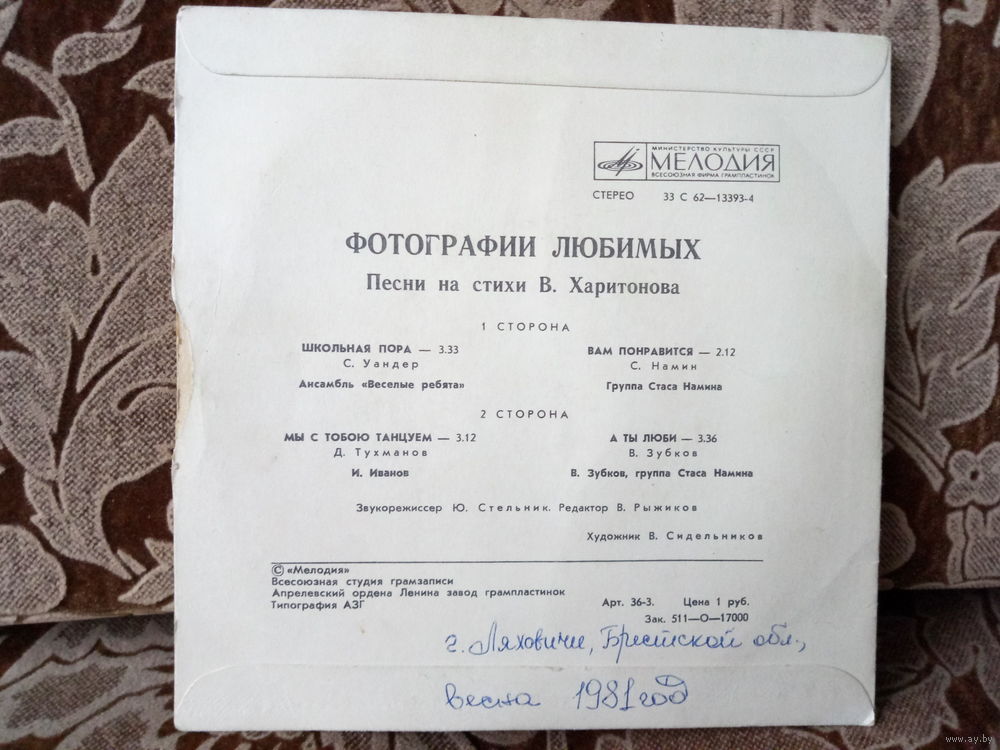 МИНИСТЕРСТВО КУЛЬТУРЫ СССР
МЕЛОДИЯ
ВСЕСОЮЗНАЯ ФИРМА ГРАМПЛАСТИНОК
СТЕРЕО 33 С 62—13393-4
ФОТОГРАФИИ ЛЮБИМЫХ
Песни на стихи В. Харитонова
1 СТОРОНА
ШКОЛЬНАЯ ПОРА — 3.33
С. Уандер
Ансамбль «Веселые ребята»
ВАМ ПОНРАВИТСЯ — 2.12
С. Намин
Группа Стаса Намина
2 СТОРОНА
МЫ С ТОБОЮ ТАНЦУЕМ — 3.12
Д. Тухманов
И. Иванов
А ТЫ ЛЮБИ — 3.36
В. Зубков
В. Зубков, группа Стаса Намина
Звукорежиссер Ю. Стельник. Редактор В. Рыжиков
Художник В. Сидельников
© «Мелодия»
Всесоюзная студия грамзаписи
Апрелевский ордена Ленина завод грампластинок
Типография АЗГ
Арт. 36-3. Цена 1 руб.
Зак. 511—О—17000
г. Ляховичи, Брестской обл.,
весна 1981 год
www.ay.by